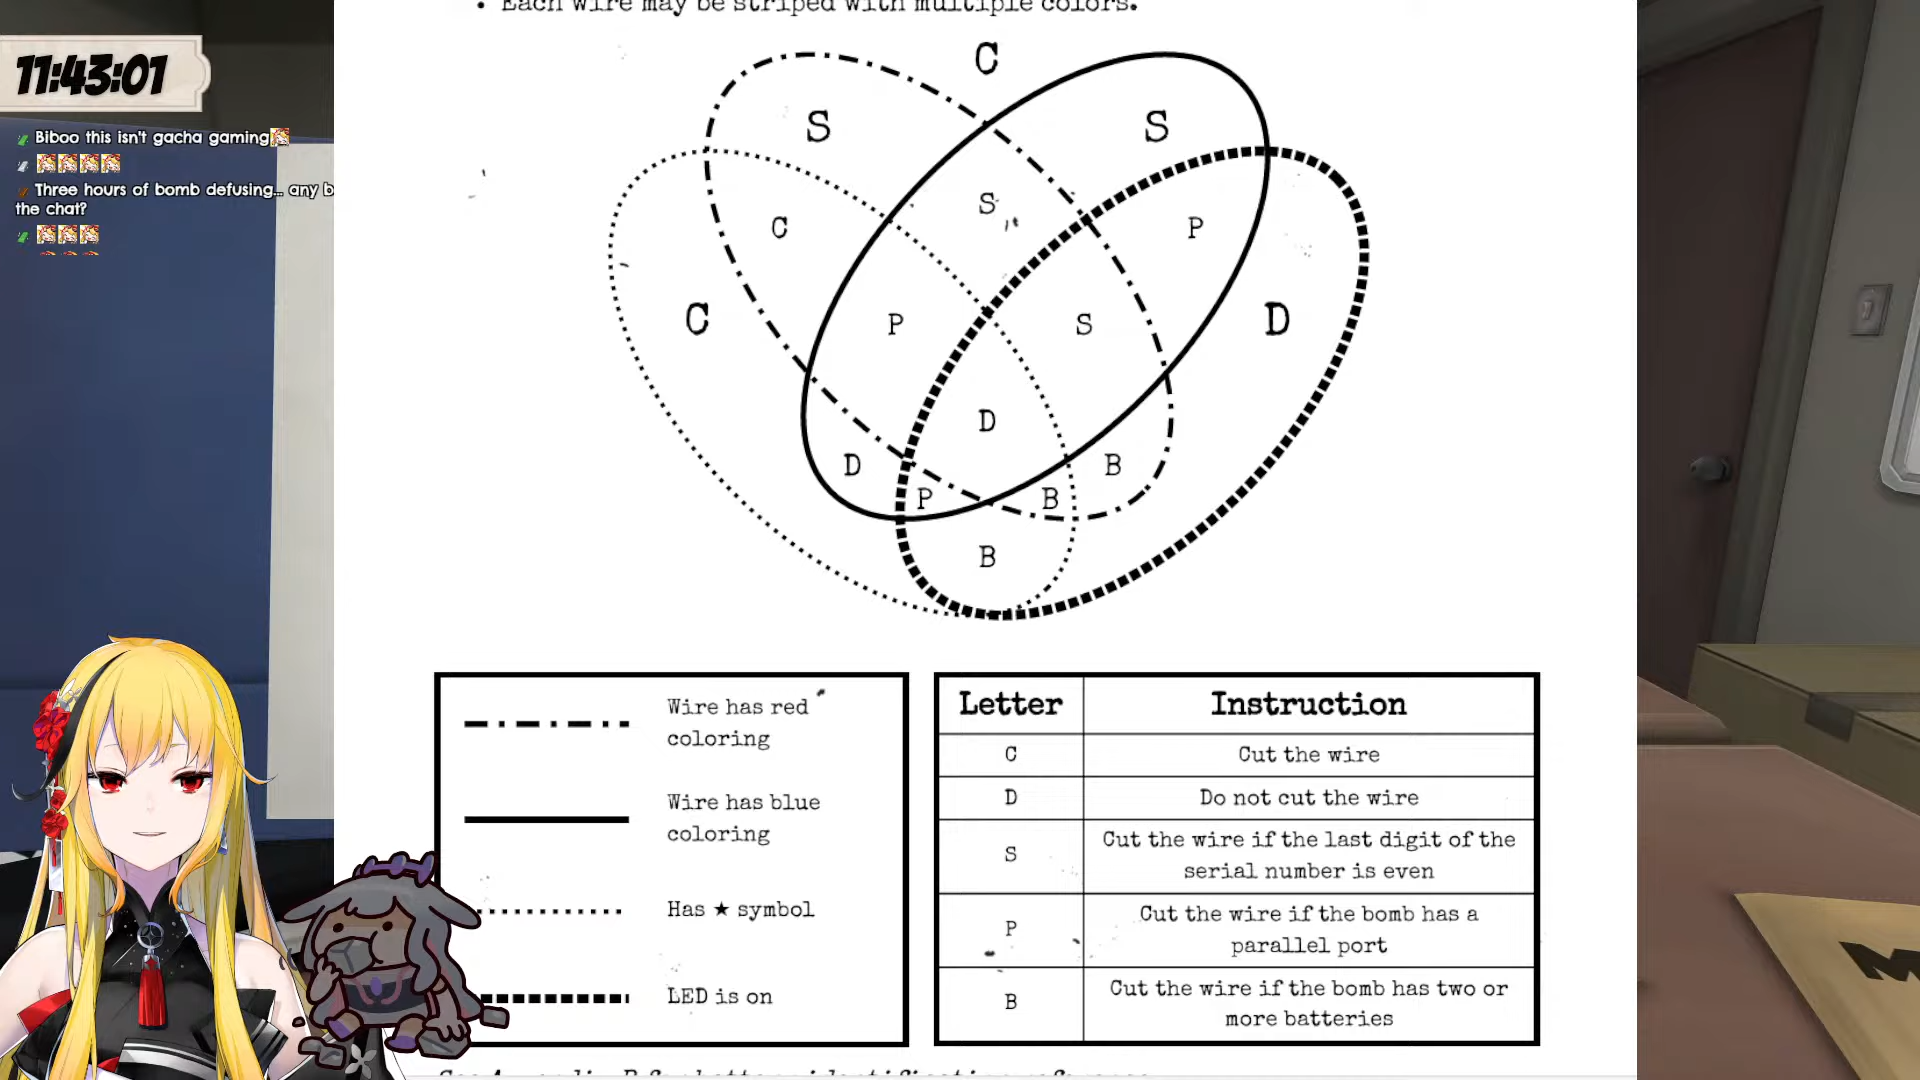 Each wire may be striped with multiple colors.
11:43:01
Biboo this isn't gacha gaming
Three hours of bomb defusing... any b
the chat?
C
S
S
S
C
P
C
P
S
D
D
D
B
P
B
B
Wire has red
coloring
Wire has blue
coloring
Has ★ symbol
LED is on
Letter Instruction
C Cut the wire
D Do not cut the wire
S Cut the wire if the last digit of the
serial number is even
P Cut the wire if the bomb has a
parallel port
B Cut the wire if the bomb has two or
more batteries